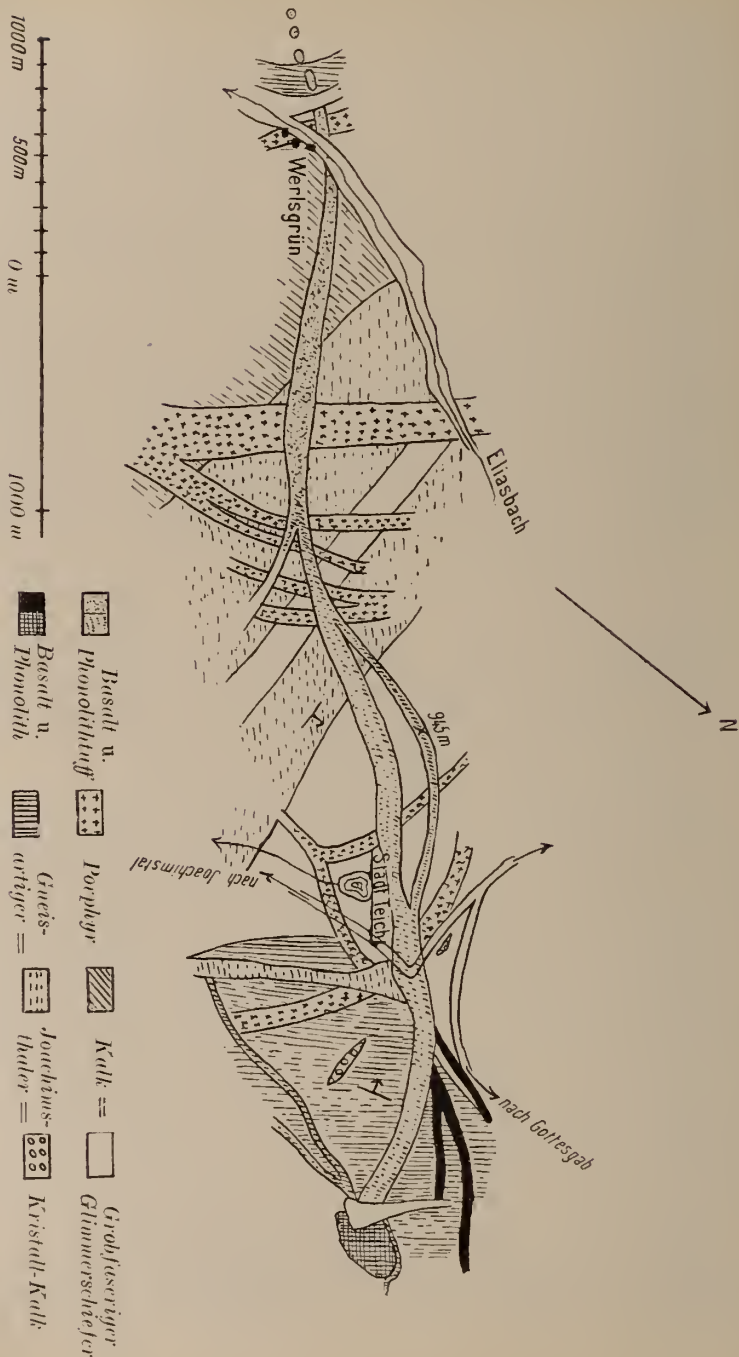 N
Werlsgrün
Eliasbach
945 m
Stadt Teich
nach Joachimstal
nach Gottesgab
1000 m 500 m 0 m 1000 m
Basalt u.
Phonolithtuff
Porphyr
Kalk =
Grobfaseriger
Glimmerschiefer
Basalt u.
Phonolith
Gneis-
artiger =
Joachims-
thaler =
Kristall-Kalk